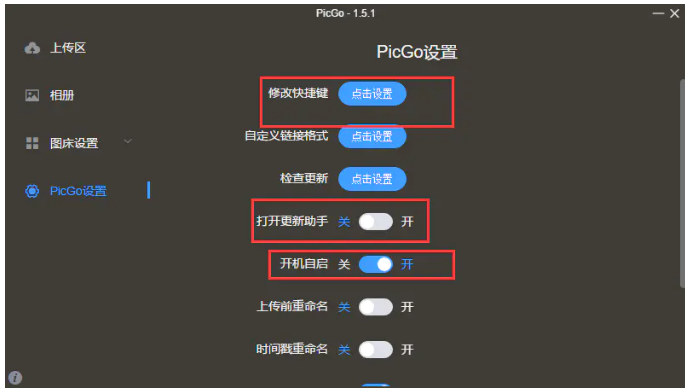 PicGo - 1.5.1
上传区
相册
图床设置
PicGo设置
PicGo设置
修改快捷键 点击设置
自定义链接格式 点击设置
检查更新 点击设置
打开更新助手 关 开
开机自启 关 开
上传前重命名 关 开
时间戳重命名 关 开